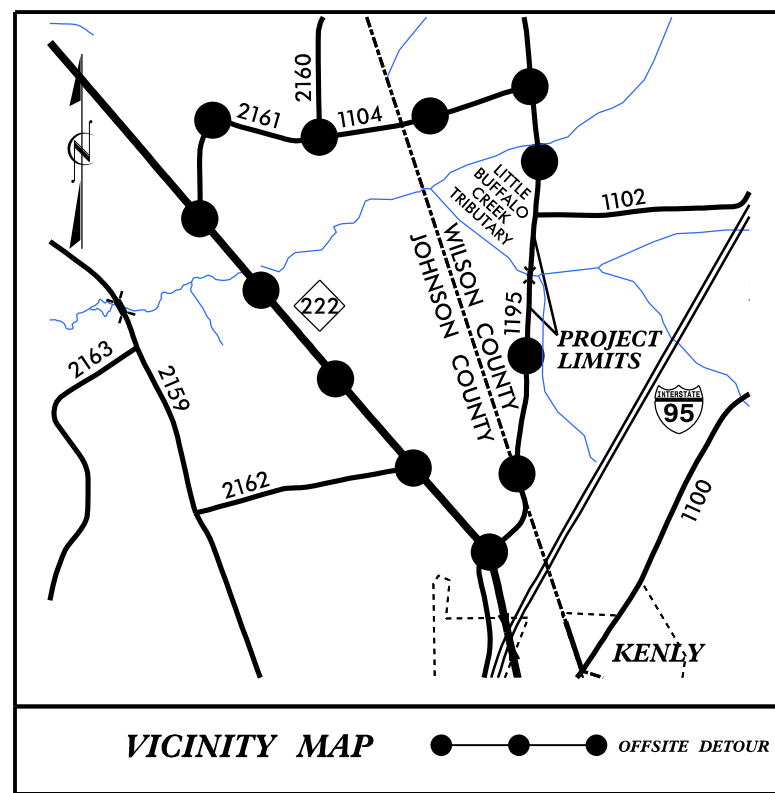 2160
2161
1104
N
LITTLE
BUFFALO
CREEK
TRIBUTARY
1102
WILSON COUNTY
JOHNSON COUNTY
222
1195
PROJECT
LIMITS
2163
2159
INTERSTATE
95
2162
1100
KENLY
VICINITY MAP
OFFSITE DETOUR